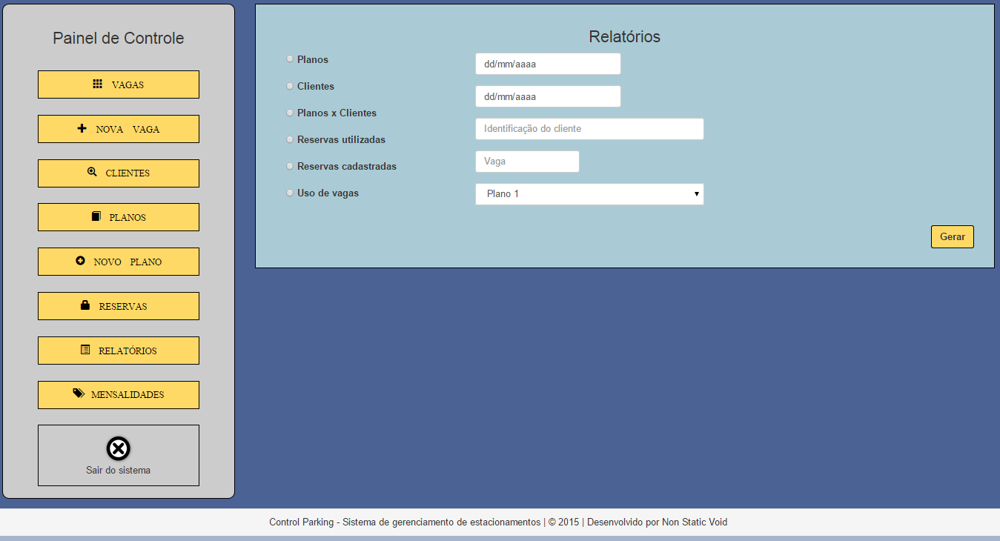 Painel de Controle
VAGAS
NOVA VAGA
CLIENTES
PLANOS
NOVO PLANO
RESERVAS
RELATÓRIOS
MENSALIDADES
Sair do sistema
Relatórios
Planos
Clientes
Planos x Clientes
Reservas utilizadas
Reservas cadastradas
Uso de vagas
dd/mm/aaaa
dd/mm/aaaa
Identificação do cliente
Vaga
Plano 1
Gerar
Control Parking - Sistema de gerenciamento de estacionamentos | © 2015 | Desenvolvido por Non Static Void